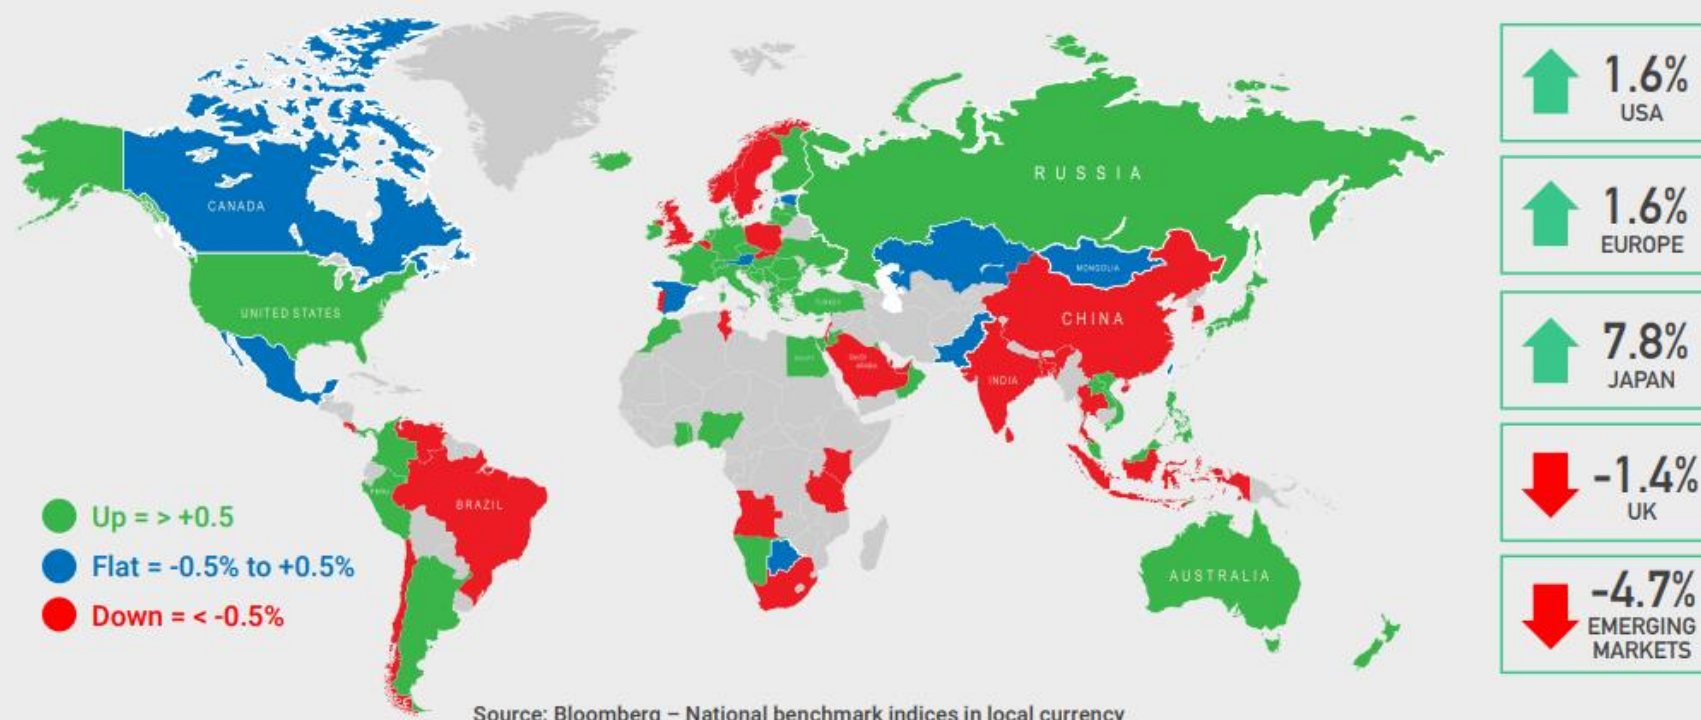 CANADA
UNITED STATES
RUSSIA
MONGOLIA
CHINA
TURKEY
EGYPT
SAUDI
ARABIA
INDIA
PERU
BRAZIL
AUSTRALIA
Up = > +0.5
Flat = -0.5% to +0.5%
Down = < -0.5%
1.6%
USA
1.6%
EUROPE
7.8%
JAPAN
-1.4%
UK
-4.7%
EMERGING
MARKETS
Source: Bloomberg – National benchmark indices in local currency